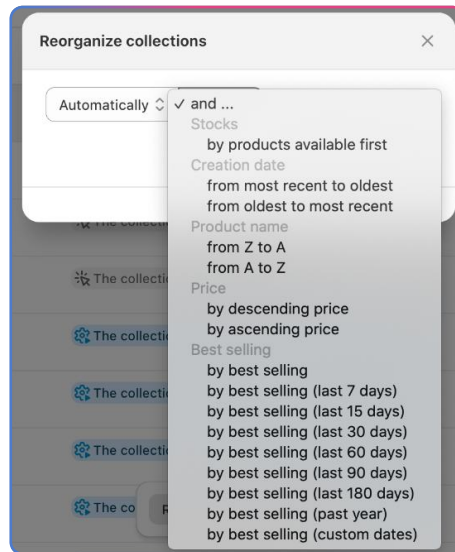 Reorganize collections
Automatically
✓ and ...
Stocks
by products available first
Creation date
from most recent to oldest
from oldest to most recent
Product name
from Z to A
from A to Z
Price
by descending price
by ascending price
Best selling
by best selling
by best selling (last 7 days)
by best selling (last 15 days)
by best selling (last 30 days)
by best selling (last 60 days)
by best selling (last 90 days)
by best selling (last 180 days)
by best selling (past year)
by best selling (custom dates)
The collecti
The collecti
The collecti
The collecti
The co